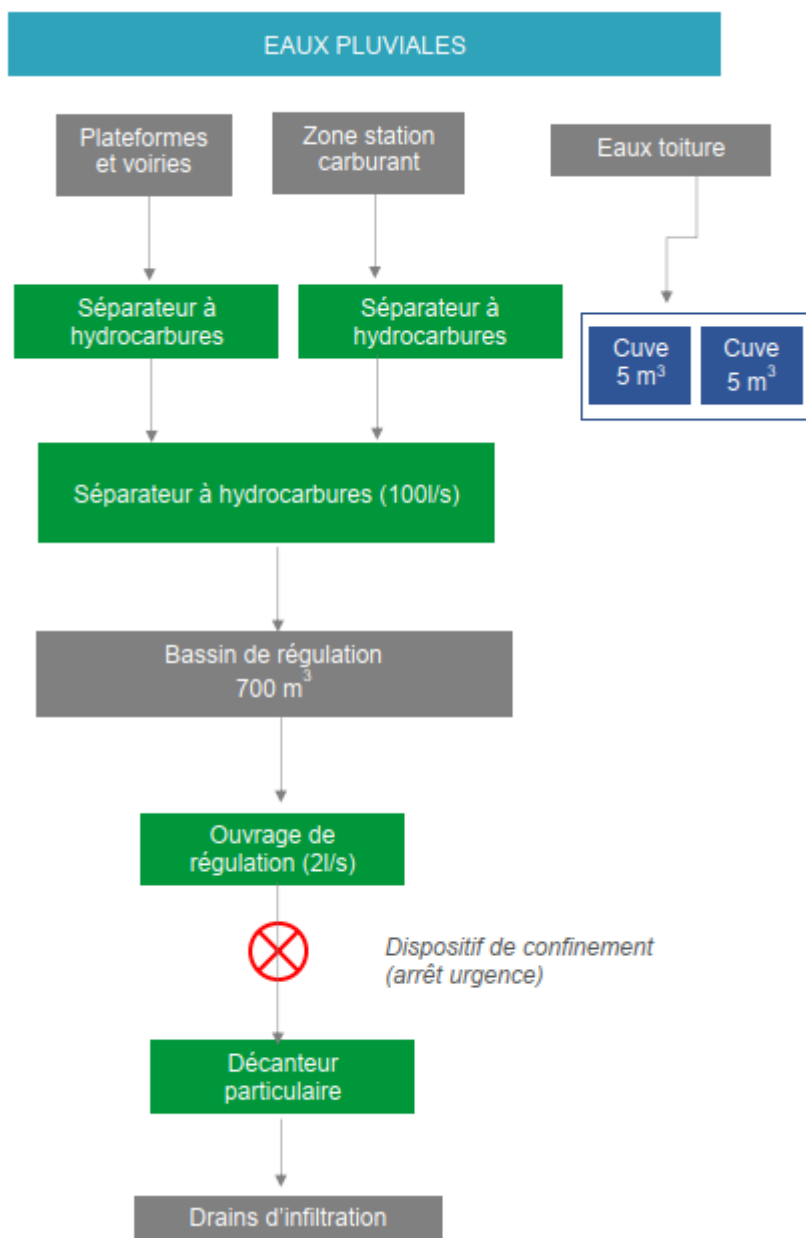 EAUX PLUVIALES
Plateformes
et voiries
Zone station
carburant
Eaux toiture
Séparateur à
hydrocarbures
Séparateur à
hydrocarbures
Cuve
5 m³
Cuve
5 m³
Séparateur à hydrocarbures (100l/s)
Bassin de régulation
700 m³
Ouvrage de
régulation (2l/s)
Dispositif de confinement
(arrêt urgence)
Décanteur
particulaire
Drains d'infiltration